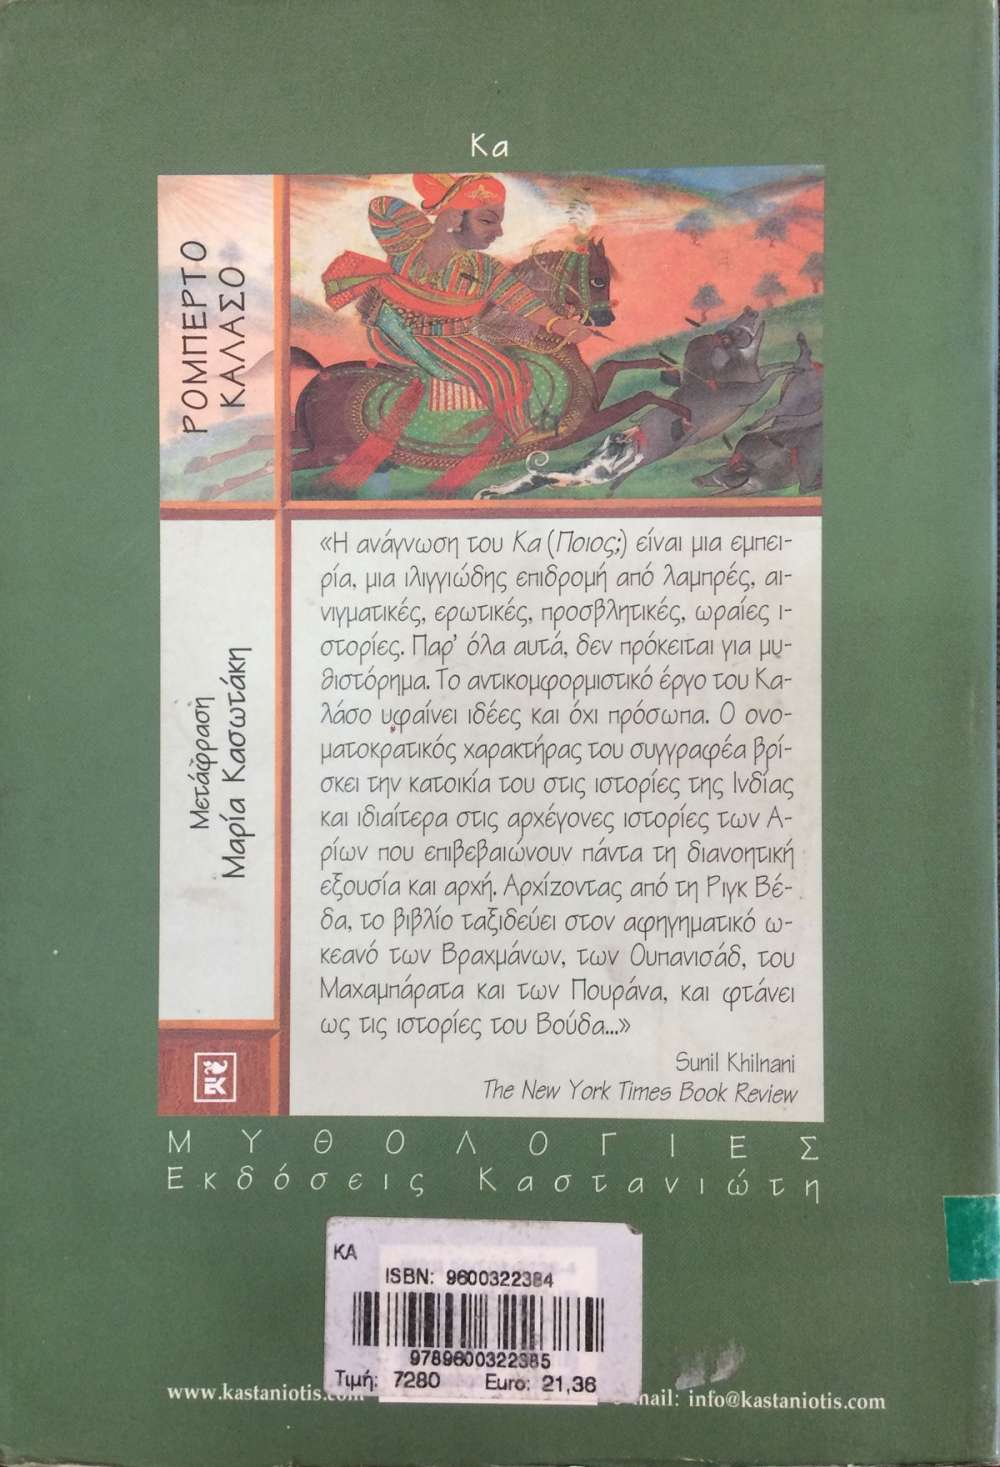 Κα
ΡΟΜΠΕΡΤΟ
ΚΑΛΑΣΟ
«Η ανάγνωση του Κα (Ποιος;) είναι μια εμπει-
ρία, μια ιλιγγιώδης επιδρομή από λαμπρές, αι-
νιγματικές, ερωτικές, προσβλητικές, ωραίες ι-
στορίες. Παρ' όλα αυτά, δεν πρόκειται για μυ-
θιστόρημα. Το αντικομφορμιστικό έργο του Κα-
λάσο υφαίνει ιδέες και όχι πρόσωπα. Ο ονο-
ματοκρατικός χαρακτήρας του συγγραφέα βρί-
σκει την κατοικία του στις ιστορίες της Ινδίας
και ιδιαίτερα στις αρχέγονες ιστορίες των Α-
ρίων που επιβεβαιώνουν πάντα τη διανοητική
εξουσία και αρχή. Αρχίζοντας από τη Ριγκ Βέ-
δα, το βιβλίο ταξιδεύει στον αφηγηματικό ω-
κεανό των Βραχμάνων, των Ουπανισάδ, του
Μαχαμπάρατα και των Πουράνα, και φτάνει
ως τις ιστορίες του Βούδα...»
Sunil Khilnani
The New York Times Book Review
Μετάφραση
Μαρία Κασωτάκη
ΜΥΘΟΛΟΓΙΕΣ
Εκδόσεις Καστανιώτη
ΚΑ
ISBN: 9600322384
9789600322385
Τιμή: 7280 Euro: 21,36
www.kastaniotis.com
mail: info@kastaniotis.com